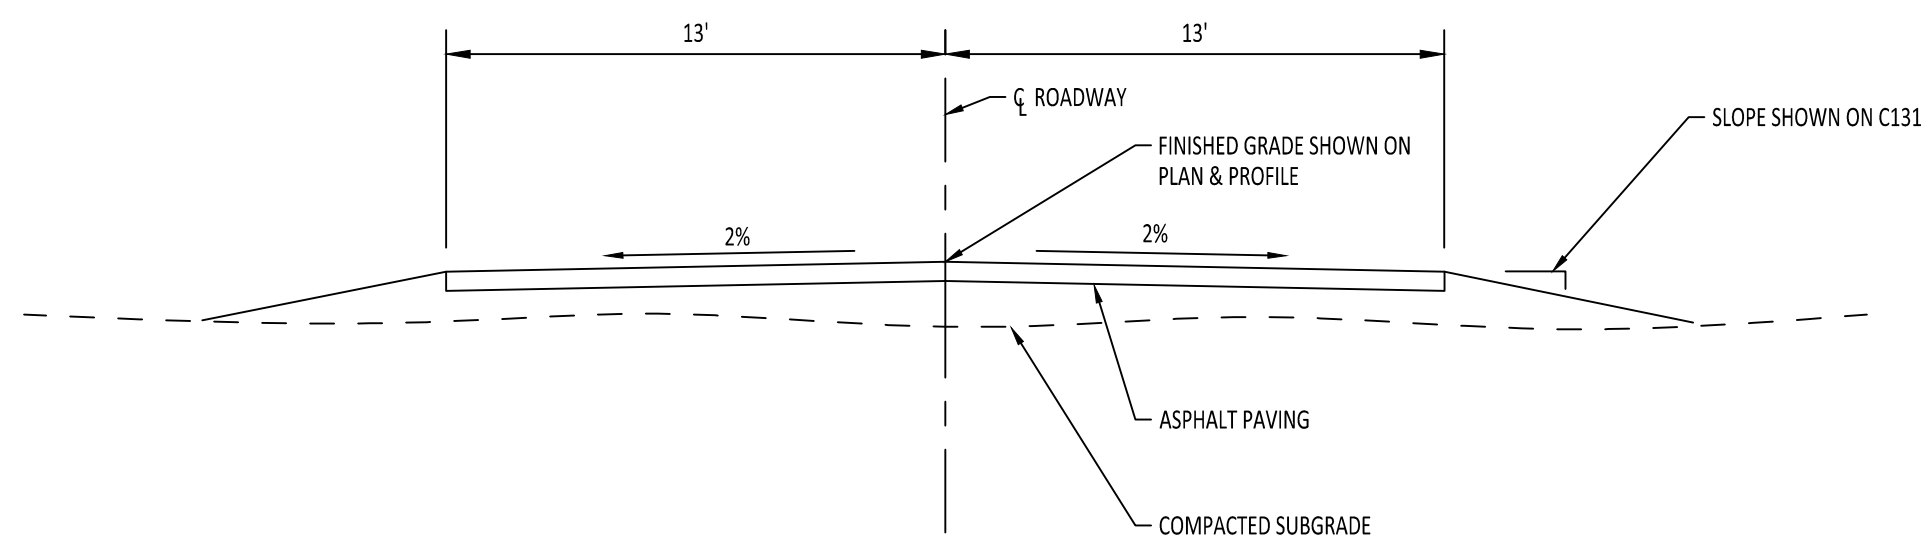 13'
13'
℄ ROADWAY
SLOPE SHOWN ON C131
FINISHED GRADE SHOWN ON
PLAN & PROFILE
2%
2%
ASPHALT PAVING
COMPACTED SUBGRADE